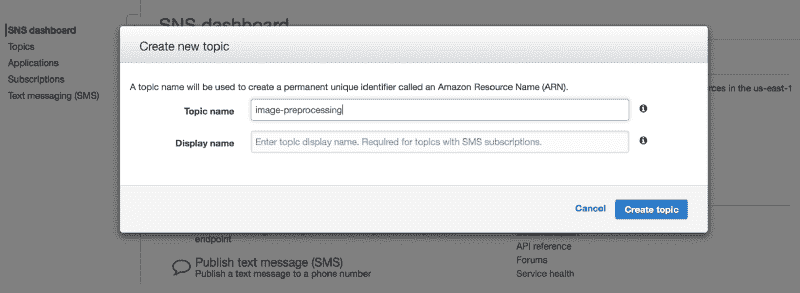 SNS dashboard
SNS dashboard
Topics
Applications
Subscriptions
Text messaging (SMS)
Create new topic
A topic name will be used to create a permanent unique identifier called an Amazon Resource Name (ARN).
Topic name image-preprocessing
Display name Enter topic display name. Required for topics with SMS subscriptions.
Cancel Create topic
rces in the us-east-1
endpoint
Publish text message (SMS)
Publish a text message to a phone number
API reference
Forums
Service health